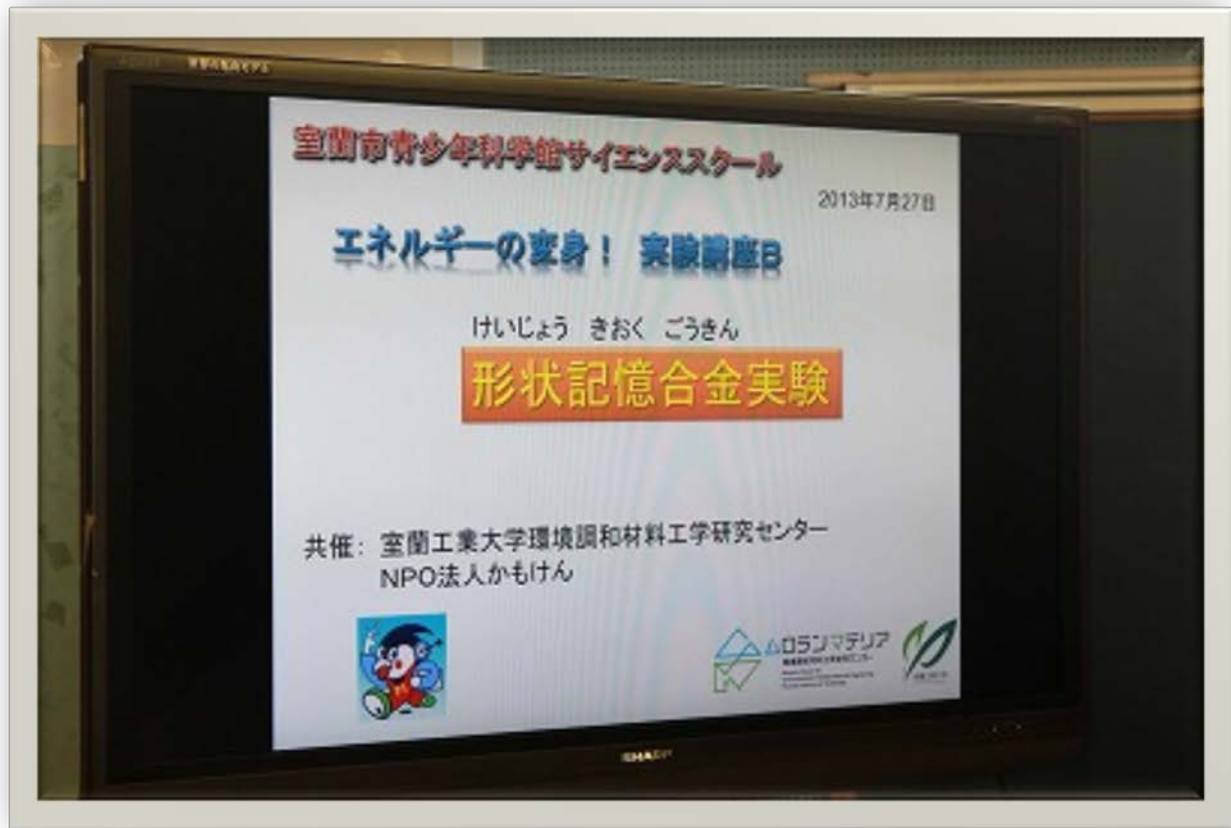 室蘭市青少年科学館サイエンススクール
2013年7月27日
エネルギーの変身！ 実験講座B
けいじょう きおく ごうきん
形状記憶合金実験
共催： 室蘭工業大学環境調和材料工学研究センター
NPO法人かもけん
ムロランマテリア
SHARP